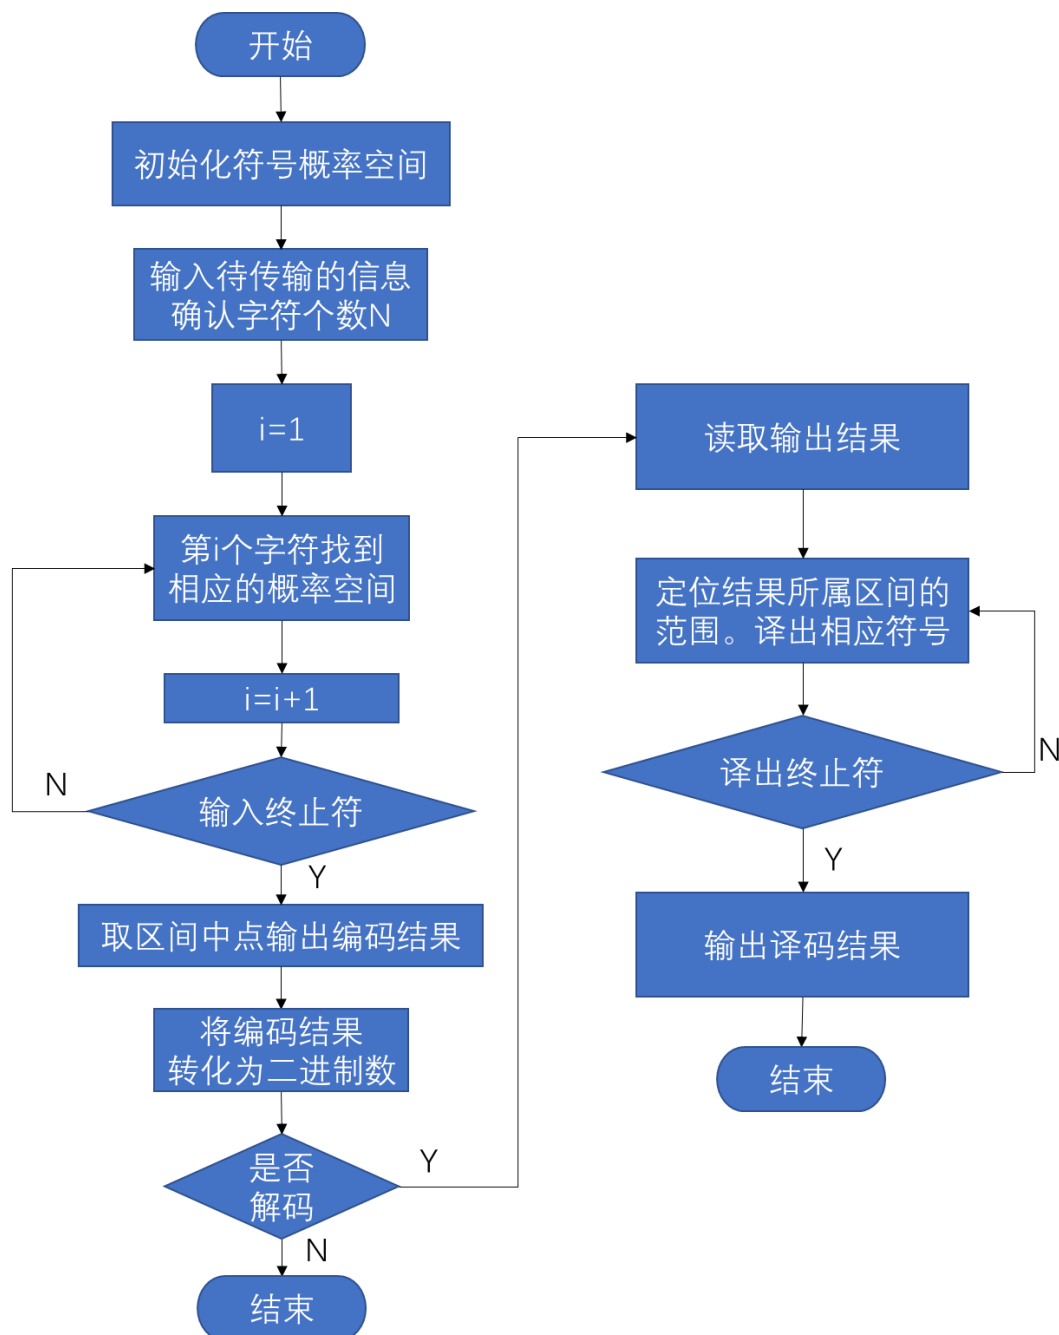 开始
初始化符号概率空间
输入待传输的信息
确认字符个数N
i=1
第i个字符找到
相应的概率空间
i=i+1
输入终止符
N
Y
取区间中点输出编码结果
将编码结果
转化为二进制数
是否
解码
Y
N
结束
读取输出结果
定位结果所属区间的
范围。译出相应符号
译出终止符
N
Y
输出译码结果
结束